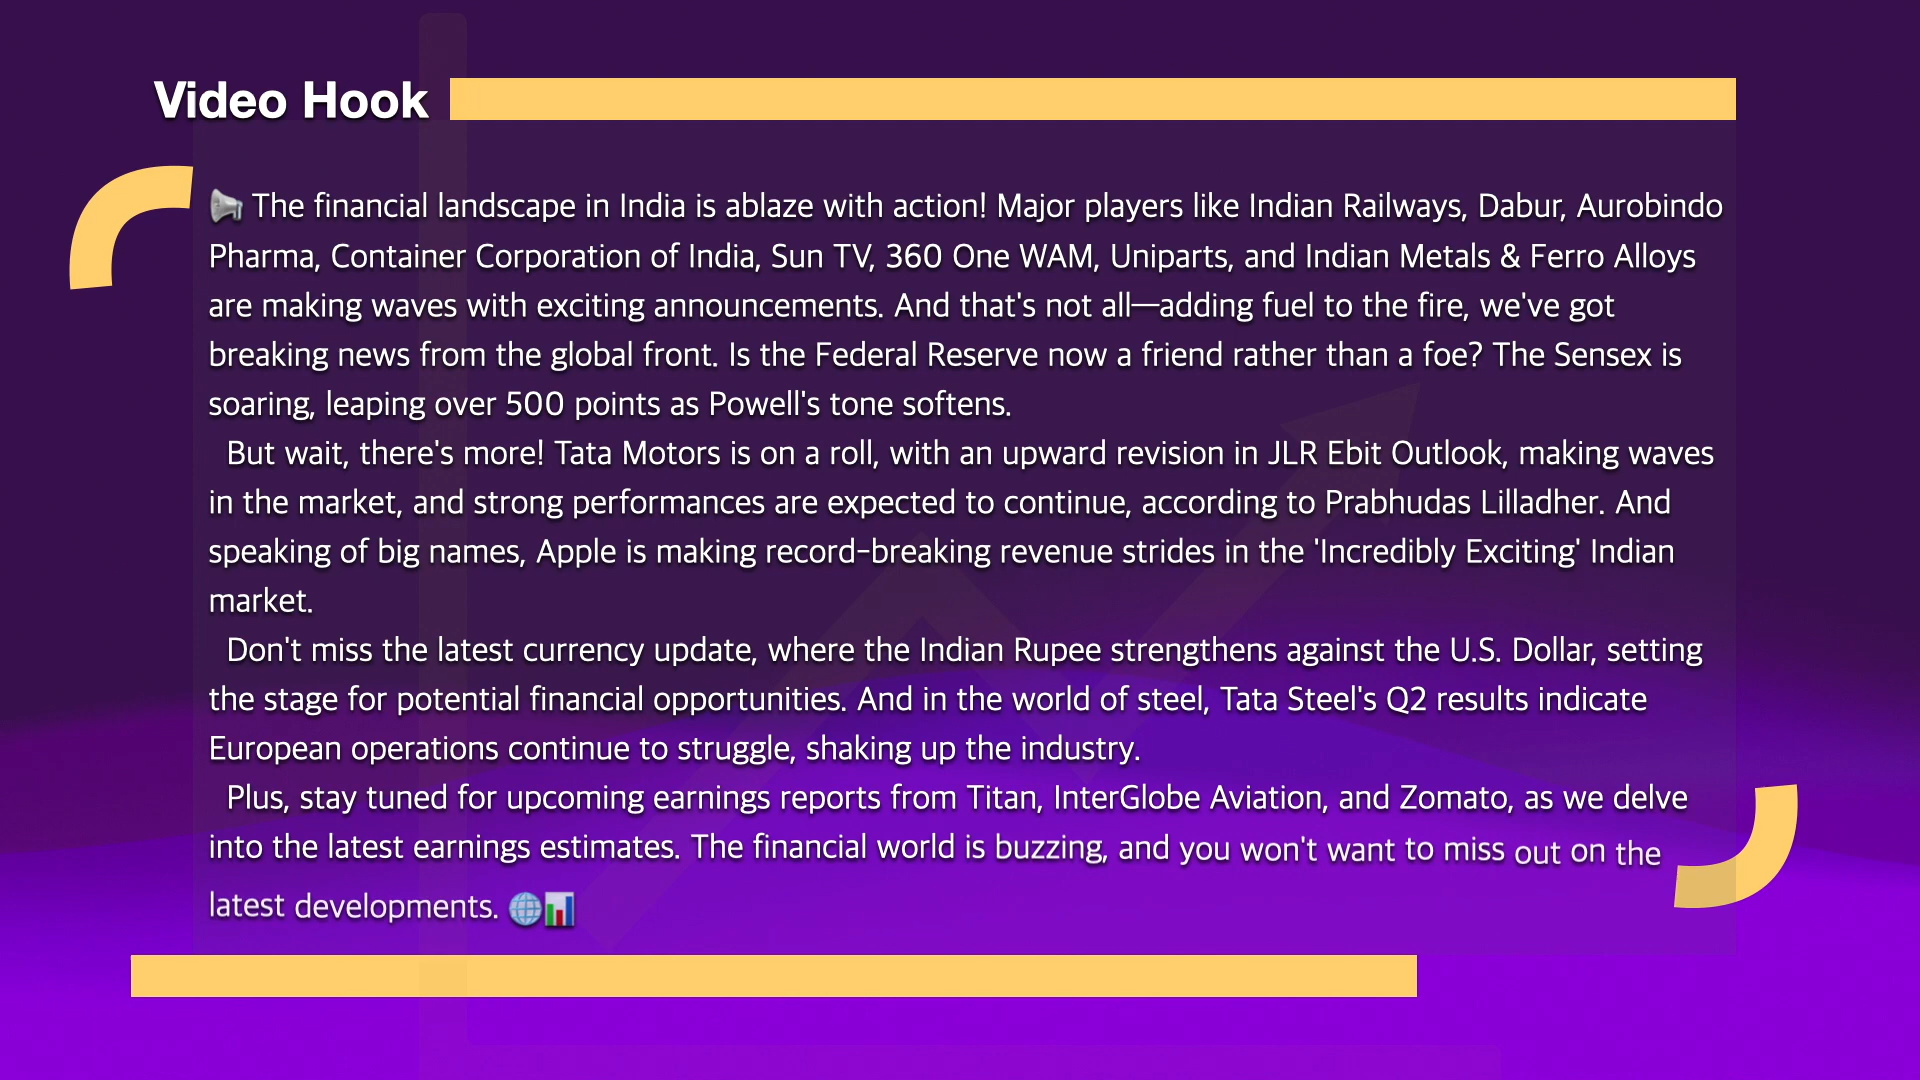 Video Hook
📢 The financial landscape in India is ablaze with action! Major players like Indian Railways, Dabur, Aurobindo
Pharma, Container Corporation of India, Sun TV, 360 One WAM, Uniparts, and Indian Metals & Ferro Alloys
are making waves with exciting announcements. And that's not all—adding fuel to the fire, we've got
breaking news from the global front. Is the Federal Reserve now a friend rather than a foe? The Sensex is
soaring, leaping over 500 points as Powell's tone softens.
But wait, there's more! Tata Motors is on a roll, with an upward revision in JLR Ebit Outlook, making waves
in the market, and strong performances are expected to continue, according to Prabhudas Lilladher. And
speaking of big names, Apple is making record-breaking revenue strides in the 'Incredibly Exciting' Indian
market.
Don't miss the latest currency update, where the Indian Rupee strengthens against the U.S. Dollar, setting
the stage for potential financial opportunities. And in the world of steel, Tata Steel's Q2 results indicate
European operations continue to struggle, shaking up the industry.
Plus, stay tuned for upcoming earnings reports from Titan, InterGlobe Aviation, and Zomato, as we delve
into the latest earnings estimates. The financial world is buzzing, and you won't want to miss out on the
latest developments. 🌐📊